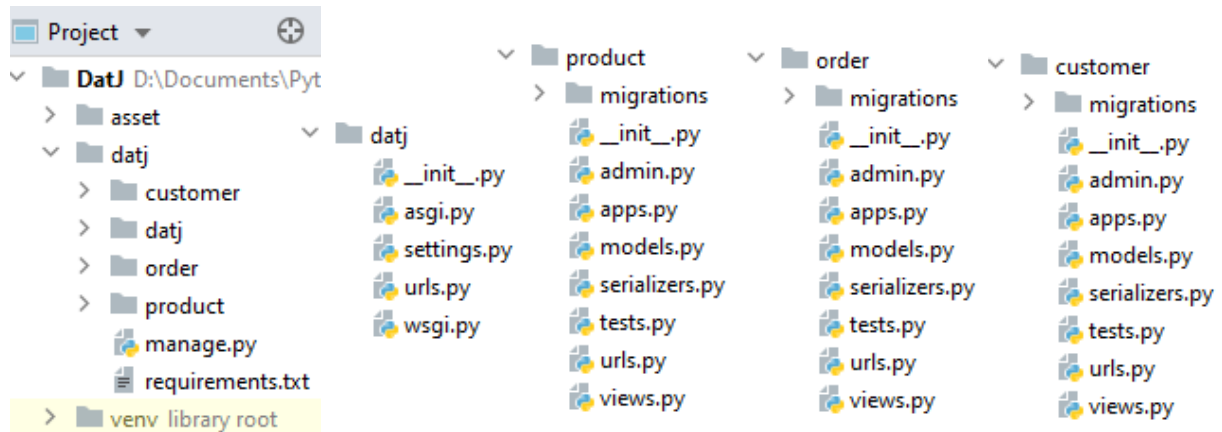 Project
DatJ D:\Documents\Pyt
asset
datj
customer
datj
order
product
manage.py
requirements.txt
venv library root
datj
__init__.py
asgi.py
settings.py
urls.py
wsgi.py
product
migrations
__init__.py
admin.py
apps.py
models.py
serializers.py
tests.py
urls.py
views.py
order
migrations
__init__.py
admin.py
apps.py
models.py
serializers.py
tests.py
urls.py
views.py
customer
migrations
__init__.py
admin.py
apps.py
models.py
serializers.py
tests.py
urls.py
views.py